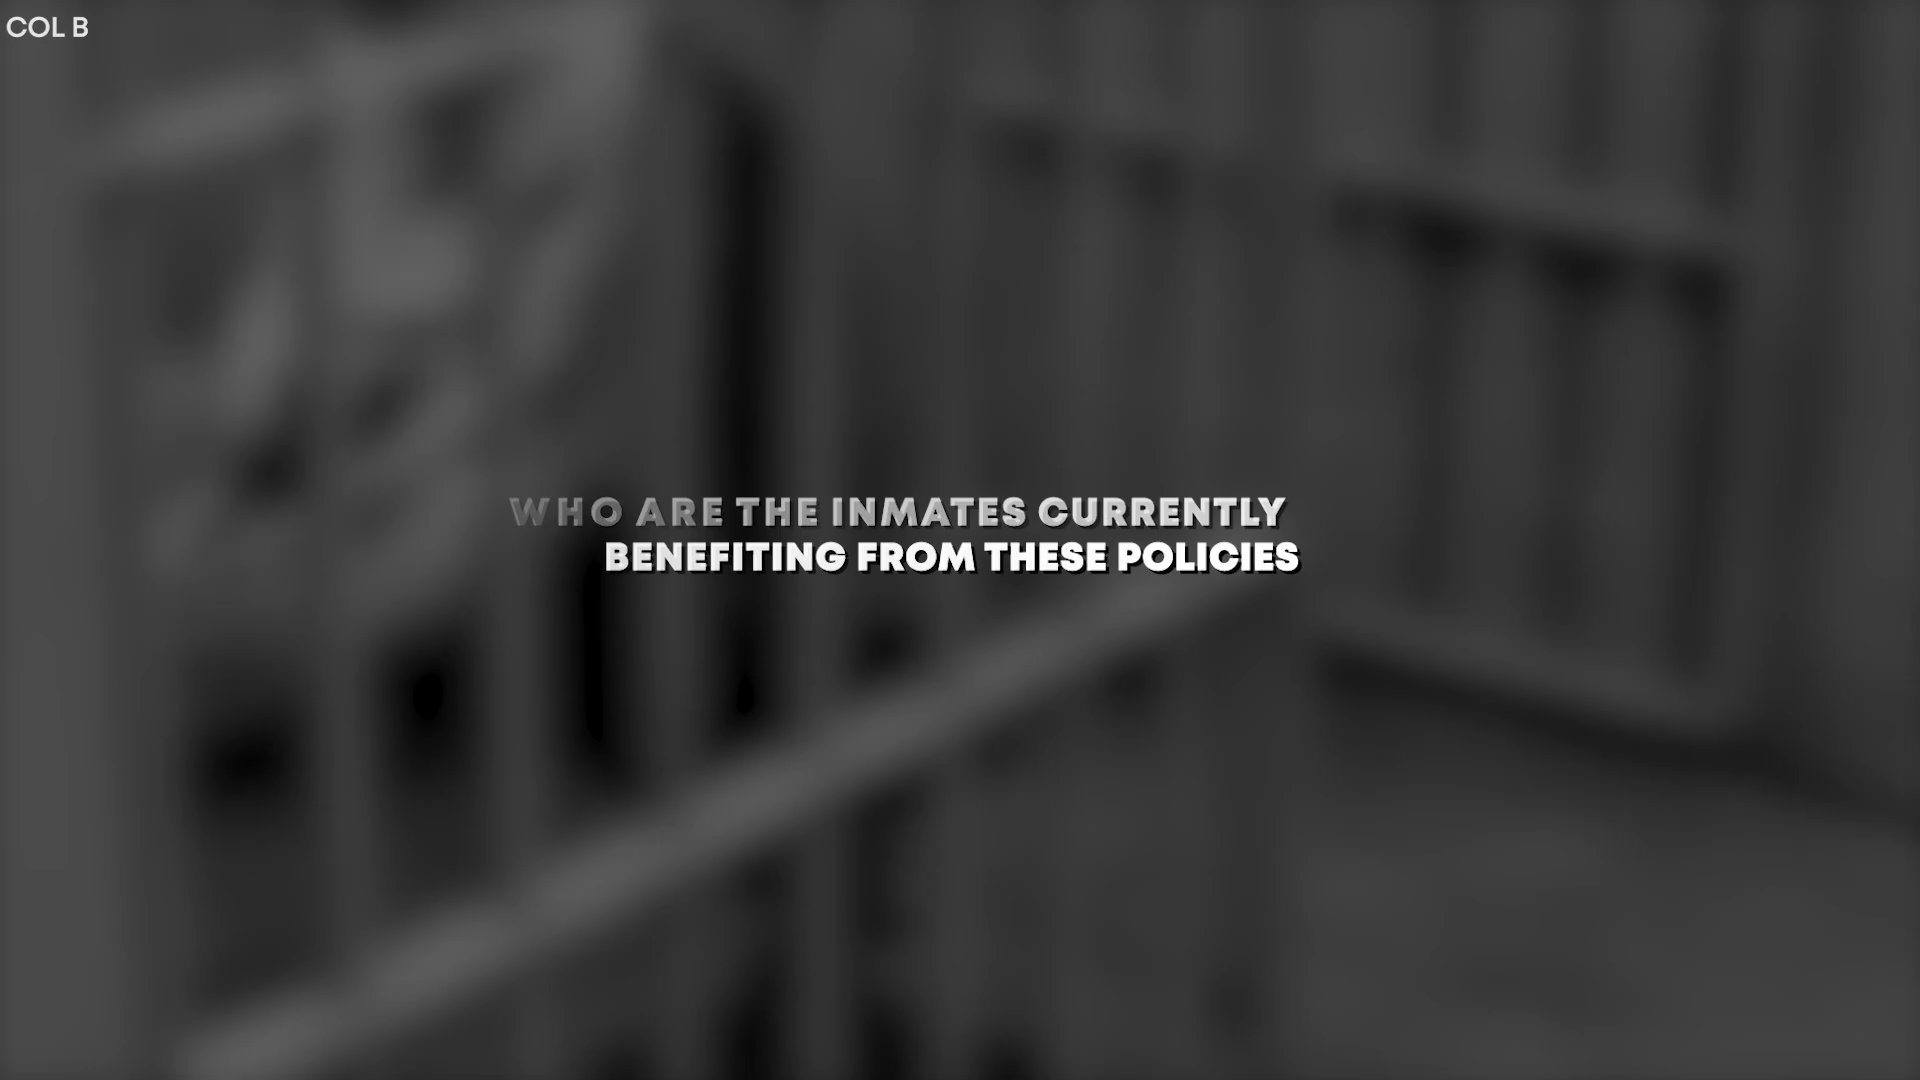 COL B
WHO ARE THE INMATES CURRENTLY
BENEFITING FROM THESE POLICIES